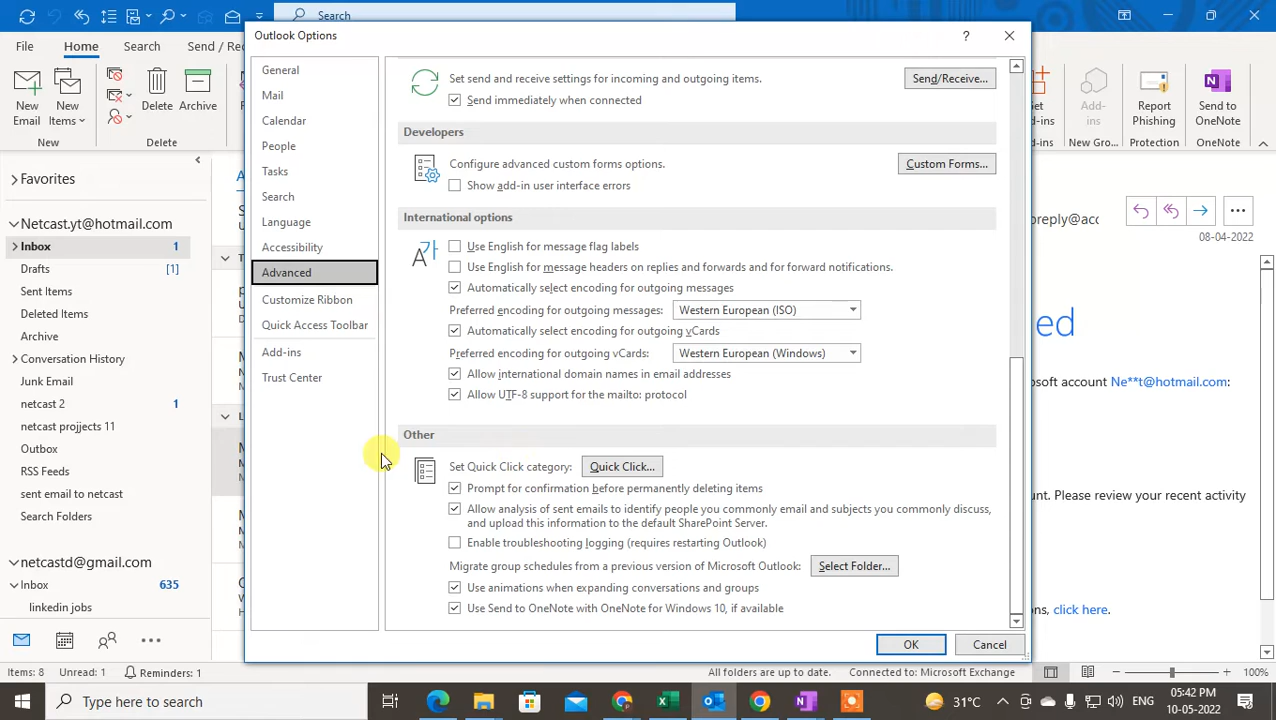 Search
Outlook Options
?
File
Home
Search
Send / Re
New
Email
New
Items
Delete
Archive
Add-
ins
Report
Phishing
Send to
OneNote
New
Delete
New Gro...
Protection
OneNote
Favorites
Netcast.yt@hotmail.com
Inbox 1
Drafts [1]
Sent Items
Deleted Items
Archive
Conversation History
Junk Email
netcast 2 1
netcast projjects 11
Outbox
RSS Feeds
sent email to netcast
Search Folders
netcastd@gmail.com
Inbox 635
linkedin jobs
General
Mail
Calendar
People
Tasks
Search
Language
Accessibility
Advanced
Customize Ribbon
Quick Access Toolbar
Add-ins
Trust Center
Set send and receive settings for incoming and outgoing items.
Send/Receive...
Send immediately when connected
Developers
Configure advanced custom forms options.
Custom Forms...
Show add-in user interface errors
International options
Use English for message flag labels
Use English for message headers on replies and forwards and for forward notifications.
Automatically select encoding for outgoing messages
Preferred encoding for outgoing messages: Western European (ISO)
Automatically select encoding for outgoing vCards
Preferred encoding for outgoing vCards: Western European (Windows)
Allow international domain names in email addresses
Allow UTF-8 support for the mailto: protocol
Other
Set Quick Click category: Quick Click...
Prompt for confirmation before permanently deleting items
Allow analysis of sent emails to identify people you commonly email and subjects you commonly discuss,
and upload this information to the default SharePoint Server.
Enable troubleshooting logging (requires restarting Outlook)
Migrate group schedules from a previous version of Microsoft Outlook: Select Folder...
Use animations when expanding conversations and groups
Use Send to OneNote with OneNote for Windows 10, if available
OK
Cancel
reply@acc
08-04-2022
ed
osoft account Ne**t@hotmail.com:
unt. Please review your recent activity
ons, click here.
Items: 8
Unread: 1
Reminders: 1
All folders are up to date.
Connected to: Microsoft Exchange
100%
Type here to search
31°C
ENG
05:42 PM
10-05-2022